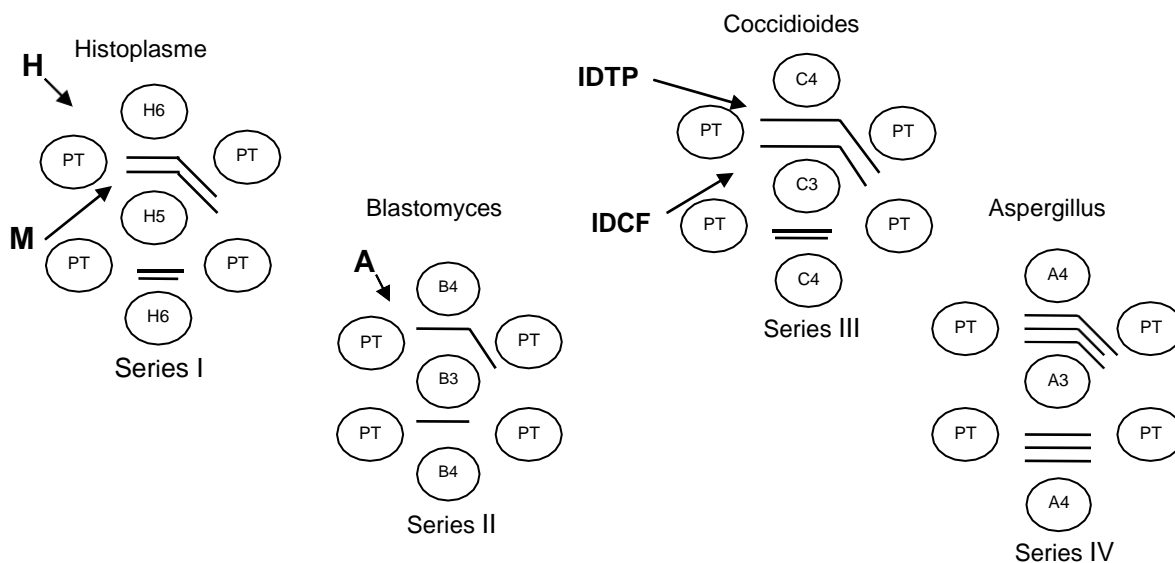 Histoplasme
H
H6
PT
PT
M
H5
PT
PT
H6
Series I
Blastomyces
A
B4
PT
PT
B3
PT
PT
B4
Series II
Coccidioides
IDTP
C4
PT
PT
C3
IDCF
PT
PT
C4
Series III
Aspergillus
A4
PT
PT
A3
PT
PT
A4
Series IV